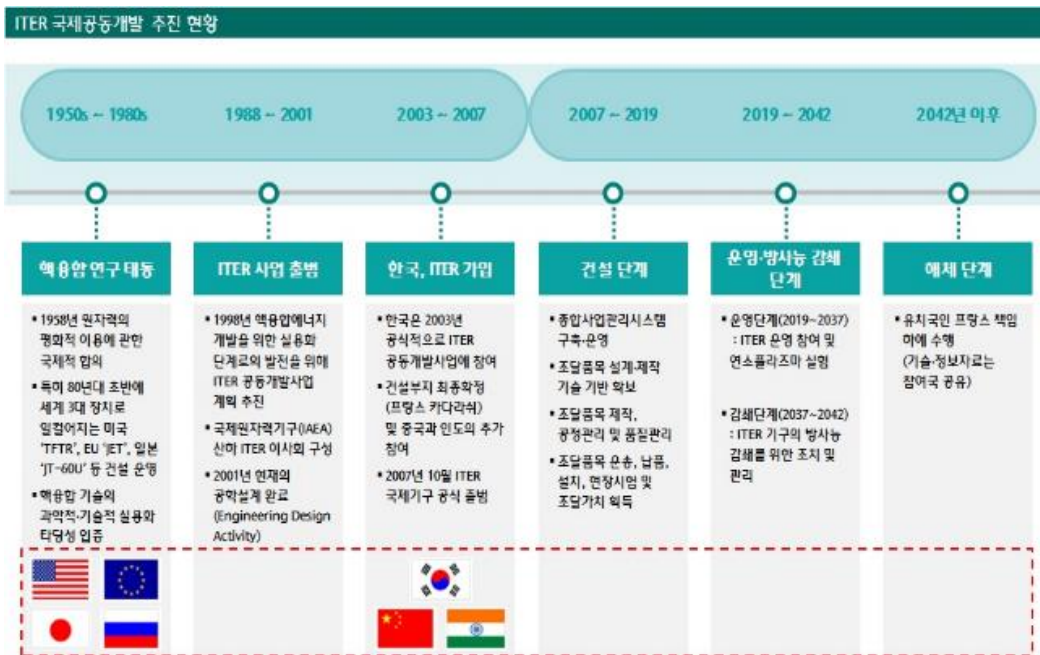 ITER 국제공동개발 추진 현황
1950s ~ 1980s
1988 ~ 2001
2003 ~ 2007
2007 ~ 2019
2019 ~ 2042
2042년 이후
핵융합 연구 태동
ITER 사업 출범
한국, ITER 가입
건설 단계
운영·방사능 감쇄
단계
해체 단계
▪ 1958년 원자력의
평화적 이용에 관한
국제적 합의
▪ 특히 80년대 초반에
세계 3대 장치로
일컬어지는 미국
'TFTR', EU 'JET', 일본
'JT-60U' 등 건설 운영
▪ 핵융합 기술의
과학적·기술적 실용화
타당성 입증
▪ 1998년 핵융합에너지
개발을 위한 실용화
단계로의 발전을 위해
ITER 공동개발사업
계획 추진
▪ 국제원자력기구(IAEA)
산하 ITER 이사회 구성
▪ 2001년 현재의
공학설계 완료
(Engineering Design
Activity)
▪ 한국은 2003년
공식적으로 ITER
공동개발사업에 참여
▪ 건설부지 최종확정
(프랑스 카다라쉬)
및 중국과 인도의 추가
참여
▪ 2007년 10월 ITER
국제기구 공식 출범
▪ 종합사업관리시스템
구축·운영
▪ 조달품목 설계·제작
기술 기반 확보
▪ 조달품목 제작,
공정관리 및 품질관리
▪ 조달품목 운송, 납품,
설치, 현장시험 및
조달가치 획득
▪ 운영단계(2019~2037)
: ITER 운영 참여 및
연소플라즈마 실험
▪ 감쇄단계(2037~2042)
: ITER 기구의 방사능
감쇄를 위한 조치 및
관리
▪ 유치국인 프랑스 책임
하에 수행
(기술·정보자료는
참여국 공유)